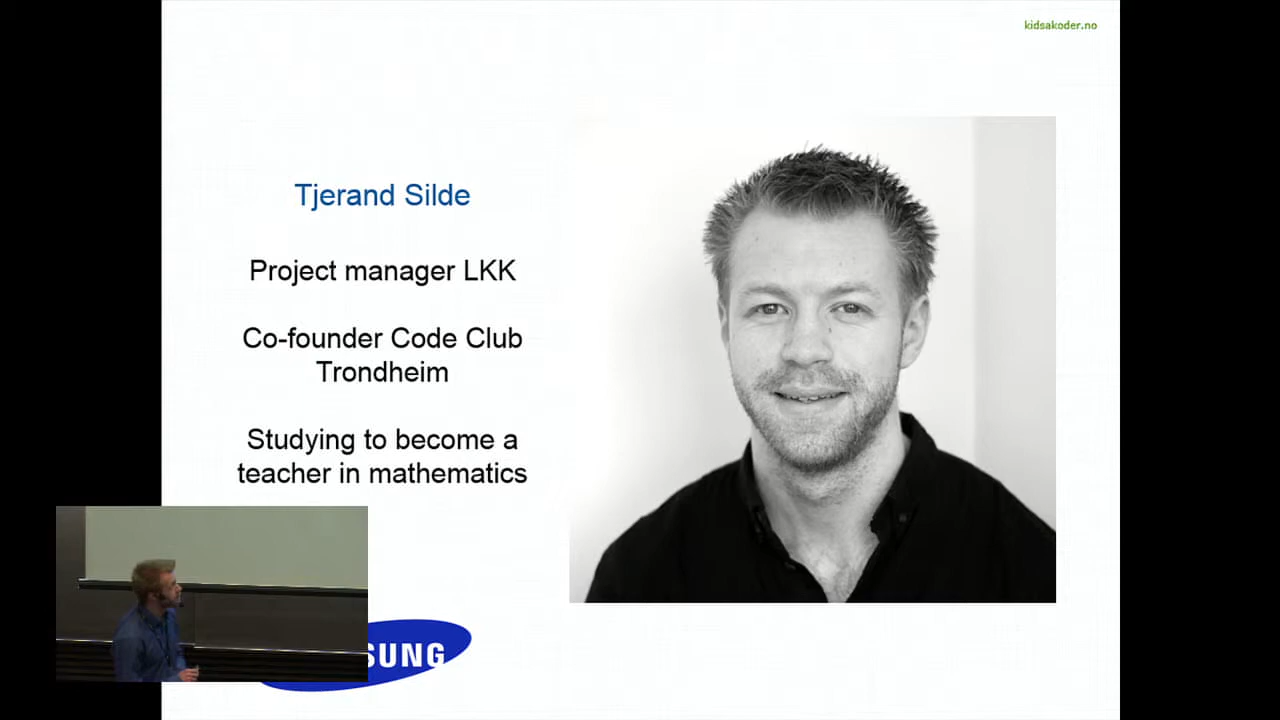 kidsakoder.no
Tjerand Silde
Project manager LKK
Co-founder Code Club
Trondheim
Studying to become a
teacher in mathematics
SUNG